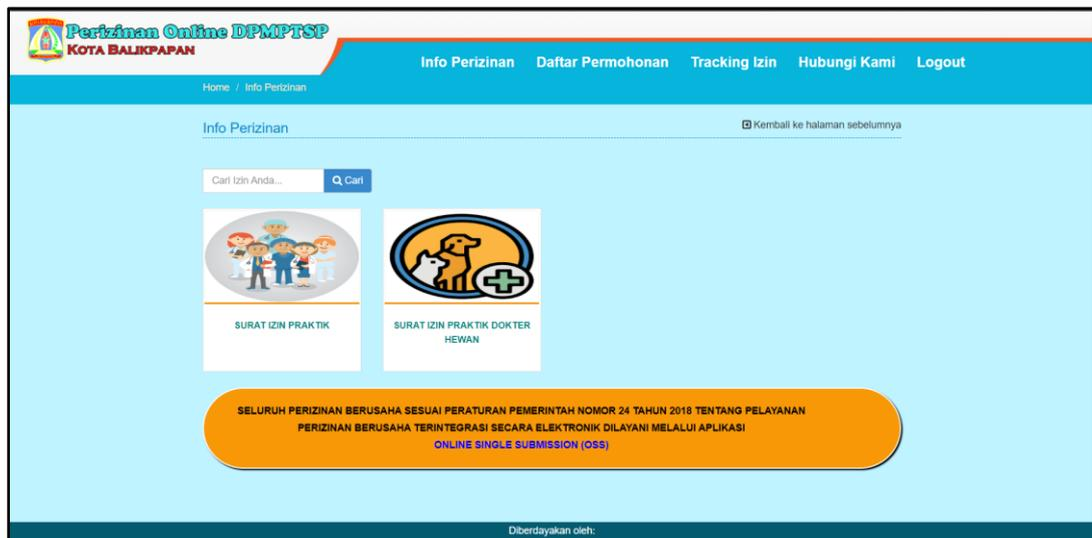 Perizinan Online DPMPTSP
KOTA BALIKPAPAN
Info Perizinan Daftar Permohonan Tracking Izin Hubungi Kami Logout
Home / Info Perizinan
Info Perizinan
Kembali ke halaman sebelumnya
Cari Izin Anda...
Cari
SURAT IZIN PRAKTIK
SURAT IZIN PRAKTIK DOKTER
HEWAN
SELURUH PERIZINAN BERUSAHA SESUAI PERATURAN PEMERINTAH NOMOR 24 TAHUN 2018 TENTANG PELAYANAN
PERIZINAN BERUSAHA TERINTEGRASI SECARA ELEKTRONIK DILAYANI MELALUI APLIKASI
ONLINE SINGLE SUBMISSION (OSS)
Diberdayakan oleh: